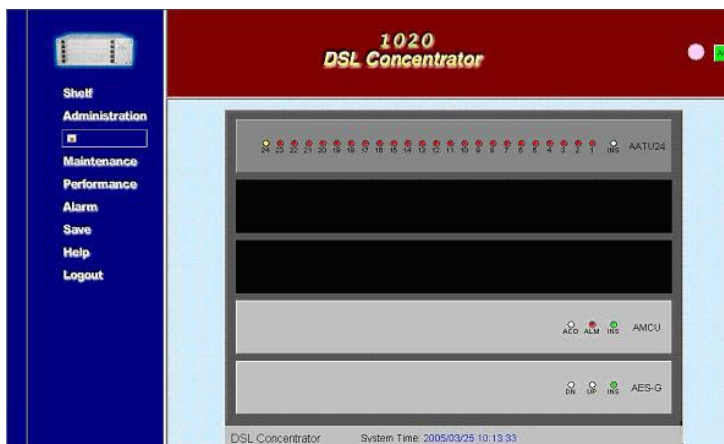 1020
DSL Concentrator
Shelf
Administration
Maintenance
Performance
Alarm
Save
Help
Logout
24 23 22 21 20 19 18 17 16 15 14 13 12 11 10 9 8 7 6 5 4 3 2 1 INS AATU24
ACO ALM INS AMCU
DN UP INS AES-G
DSL Concentrator System Time: 2005/03/25 10:13:33